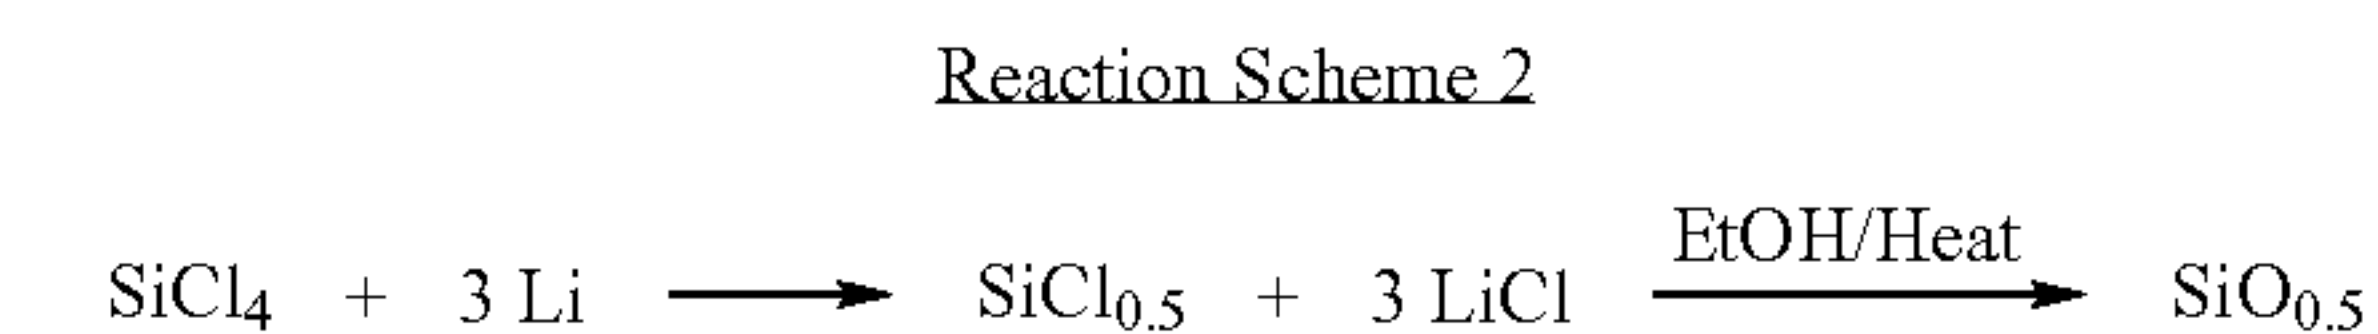 Reaction Scheme 2
EtOH/Heat
SiCl4 + 3 Li ⟶ SiCl0.5 + 3 LiCl ⟶ SiO0.5